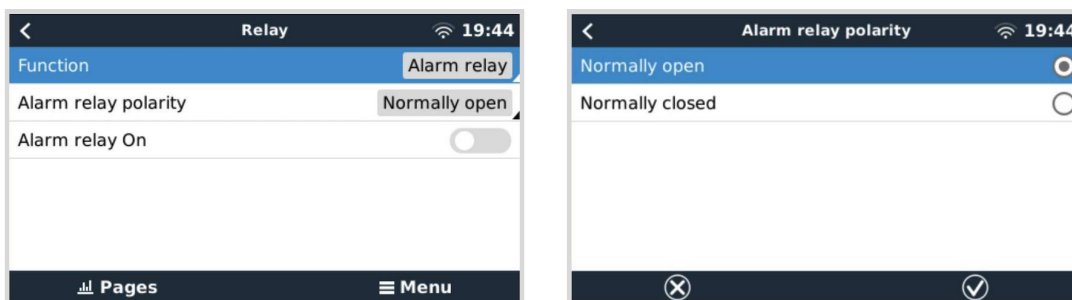 Relay 19:44
Function Alarm relay
Alarm relay polarity Normally open
Alarm relay On
Pages Menu
Alarm relay polarity 19:44
Normally open
Normally closed